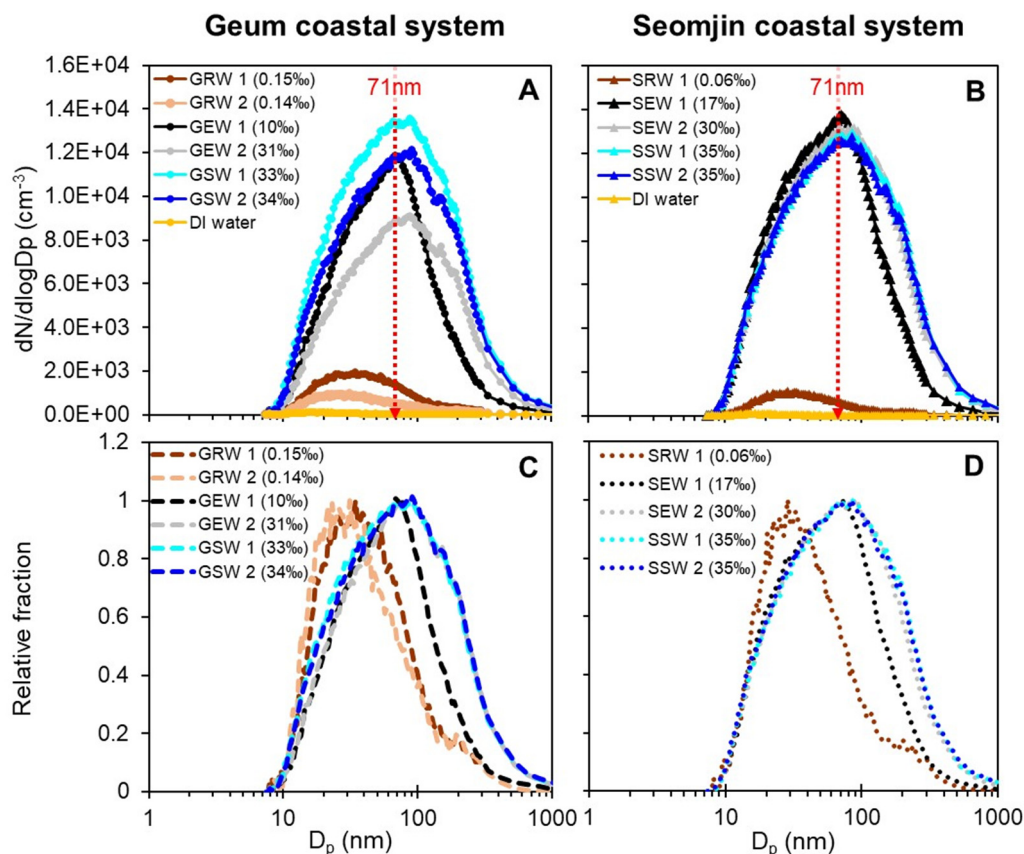 Geum coastal system
Seomjin coastal system
dN/dlogDp (cm⁻³)
1.6E+04
1.4E+04
1.2E+04
1.0E+04
8.0E+03
6.0E+03
4.0E+03
2.0E+03
0.0E+00
GRW 1 (0.15‰)
GRW 2 (0.14‰)
GEW 1 (10‰)
GEW 2 (31‰)
GSW 1 (33‰)
GSW 2 (34‰)
DI water
71nm
A
SRW 1 (0.06‰)
SEW 1 (17‰)
SEW 2 (30‰)
SSW 1 (35‰)
SSW 2 (35‰)
DI water
71nm
B
Relative fraction
1.2
1
0.8
0.6
0.4
0.2
0
GRW 1 (0.15‰)
GRW 2 (0.14‰)
GEW 1 (10‰)
GEW 2 (31‰)
GSW 1 (33‰)
GSW 2 (34‰)
C
1 10 100 1000
Dₚ (nm)
SRW 1 (0.06‰)
SEW 1 (17‰)
SEW 2 (30‰)
SSW 1 (35‰)
SSW 2 (35‰)
D
1 10 100 1000
Dₚ (nm)